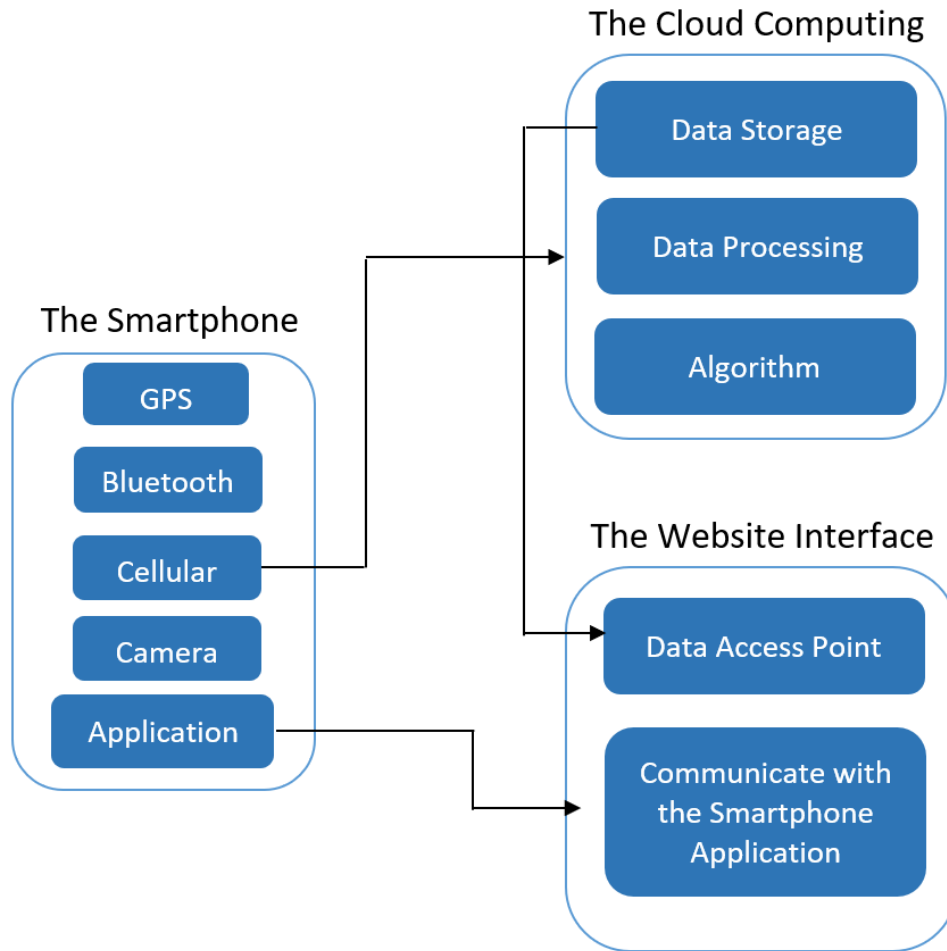 The Cloud Computing
Data Storage
Data Processing
Algorithm
The Smartphone
GPS
Bluetooth
Cellular
Camera
Application
The Website Interface
Data Access Point
Communicate with
the Smartphone
Application